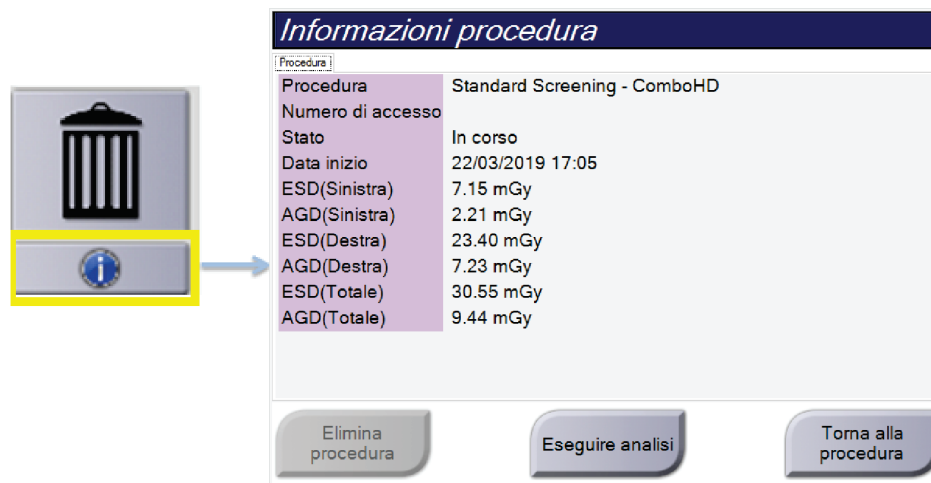 Informazioni procedura
Procedura
Procedura Standard Screening - ComboHD
Numero di accesso
Stato In corso
Data inizio 22/03/2019 17:05
ESD(Sinistra) 7.15 mGy
AGD(Sinistra) 2.21 mGy
ESD(Destra) 23.40 mGy
AGD(Destra) 7.23 mGy
ESD(Totale) 30.55 mGy
AGD(Totale) 9.44 mGy
Elimina
procedura
Eseguire analisi
Torna alla
procedura